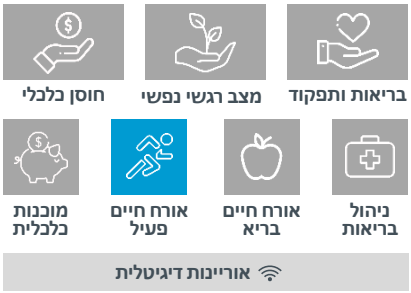 בריאות ותפקוד
מצב רגשי נפשי
חוסן כלכלי
ניהול
בריאות
אורח חיים
בריא
אורח חיים
פעיל
מוכנות
כלכלית
אוריינות דיגיטלית